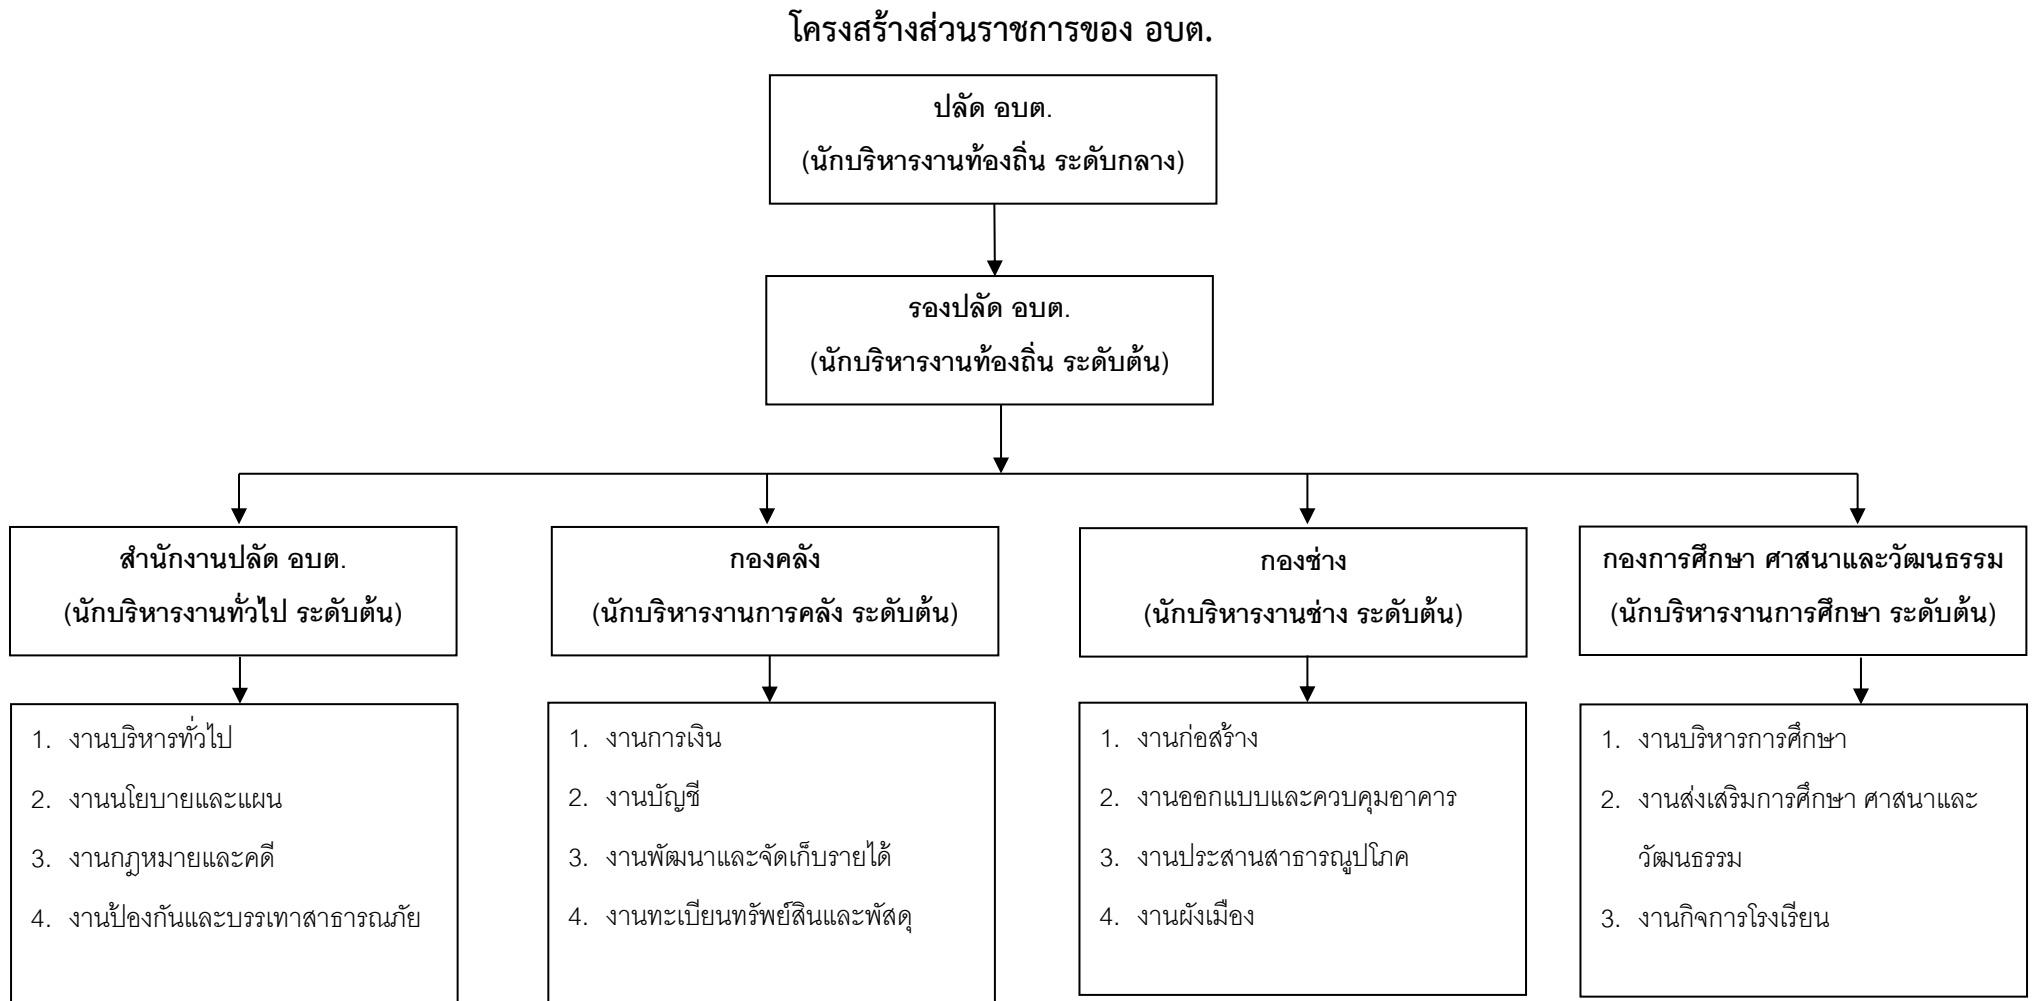 โครงสร้างส่วนราชการของ อบต.
ปลัด อบต.
(นักบริหารงานท้องถิ่น ระดับกลาง)
รองปลัด อบต.
(นักบริหารงานท้องถิ่น ระดับต้น)
สำนักงานปลัด อบต.
(นักบริหารงานทั่วไป ระดับต้น)
กองคลัง
(นักบริหารงานการคลัง ระดับต้น)
กองช่าง
(นักบริหารงานช่าง ระดับต้น)
กองการศึกษา ศาสนาและวัฒนธรรม
(นักบริหารงานการศึกษา ระดับต้น)
1. งานบริหารทั่วไป
2. งานนโยบายและแผน
3. งานกฎหมายและคดี
4. งานป้องกันและบรรเทาสาธารณภัย
1. งานการเงิน
2. งานบัญชี
3. งานพัฒนาและจัดเก็บรายได้
4. งานทะเบียนทรัพย์สินและพัสดุ
1. งานก่อสร้าง
2. งานออกแบบและควบคุมอาคาร
3. งานประสานสาธารณูปโภค
4. งานผังเมือง
1. งานบริหารการศึกษา
2. งานส่งเสริมการศึกษา ศาสนาและ
วัฒนธรรม
3. งานกิจการโรงเรียน